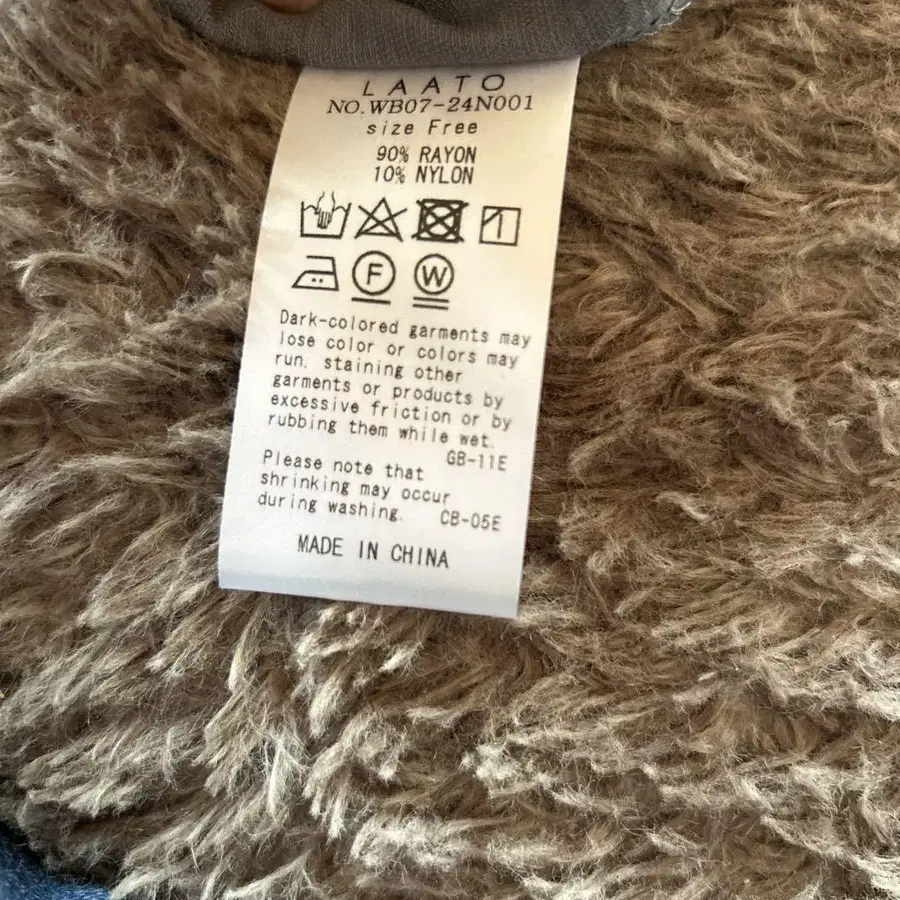 LAATO
NO.WB07-24N001
size Free
90% RAYON
10% NYLON
F W
Dark-colored garments may
lose color or colors may
run, staining other
garments or products by
excessive friction or by
rubbing them while wet.
GB-11E
Please note that
shrinking may occur
during washing.
CB-05E
MADE IN CHINA